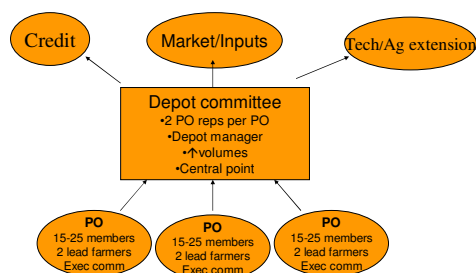 Credit
Market/Inputs
Tech/Ag extension
Depot committee
•2 PO reps per PO
•Depot manager
•↑volumes
•Central point
PO
15-25 members
2 lead farmers
Exec comm
PO
15-25 members
2 lead farmers
Exec comm
PO
15-25 members
2 lead farmers
Exec comm